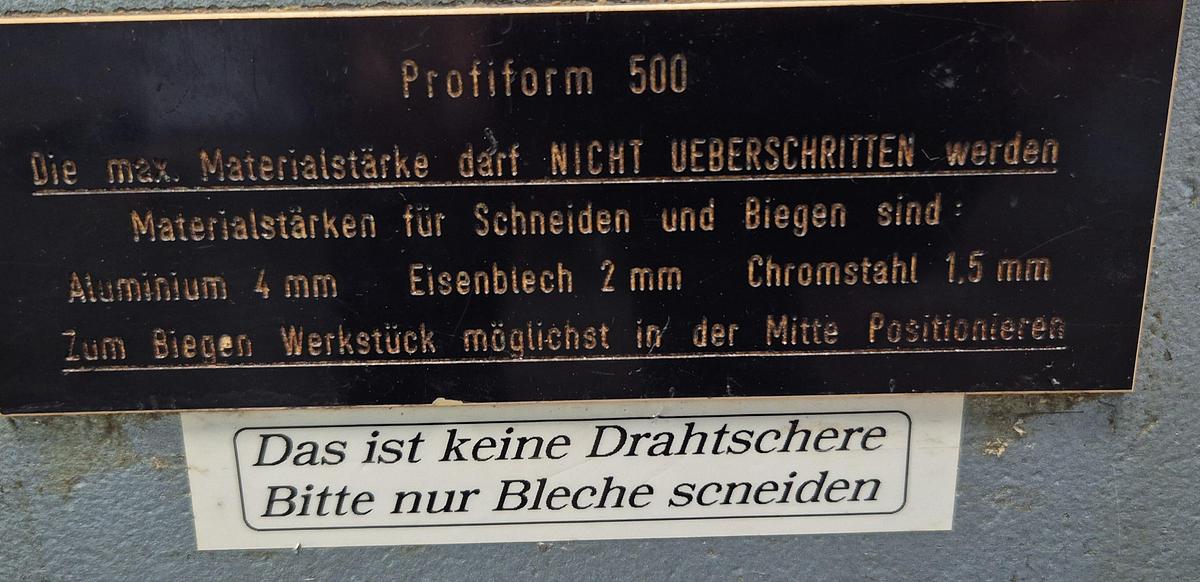 Profiform 500
Die max. Materialstärke darf NICHT UEBERSCHRITTEN werden
Materialstärken für Schneiden und Biegen sind:
Aluminium 4 mm Eisenblech 2 mm Chromstahl 1,5 mm
Zum Biegen Werkstück möglichst in der Mitte Positionieren
Das ist keine Drahtschere
Bitte nur Bleche scneiden